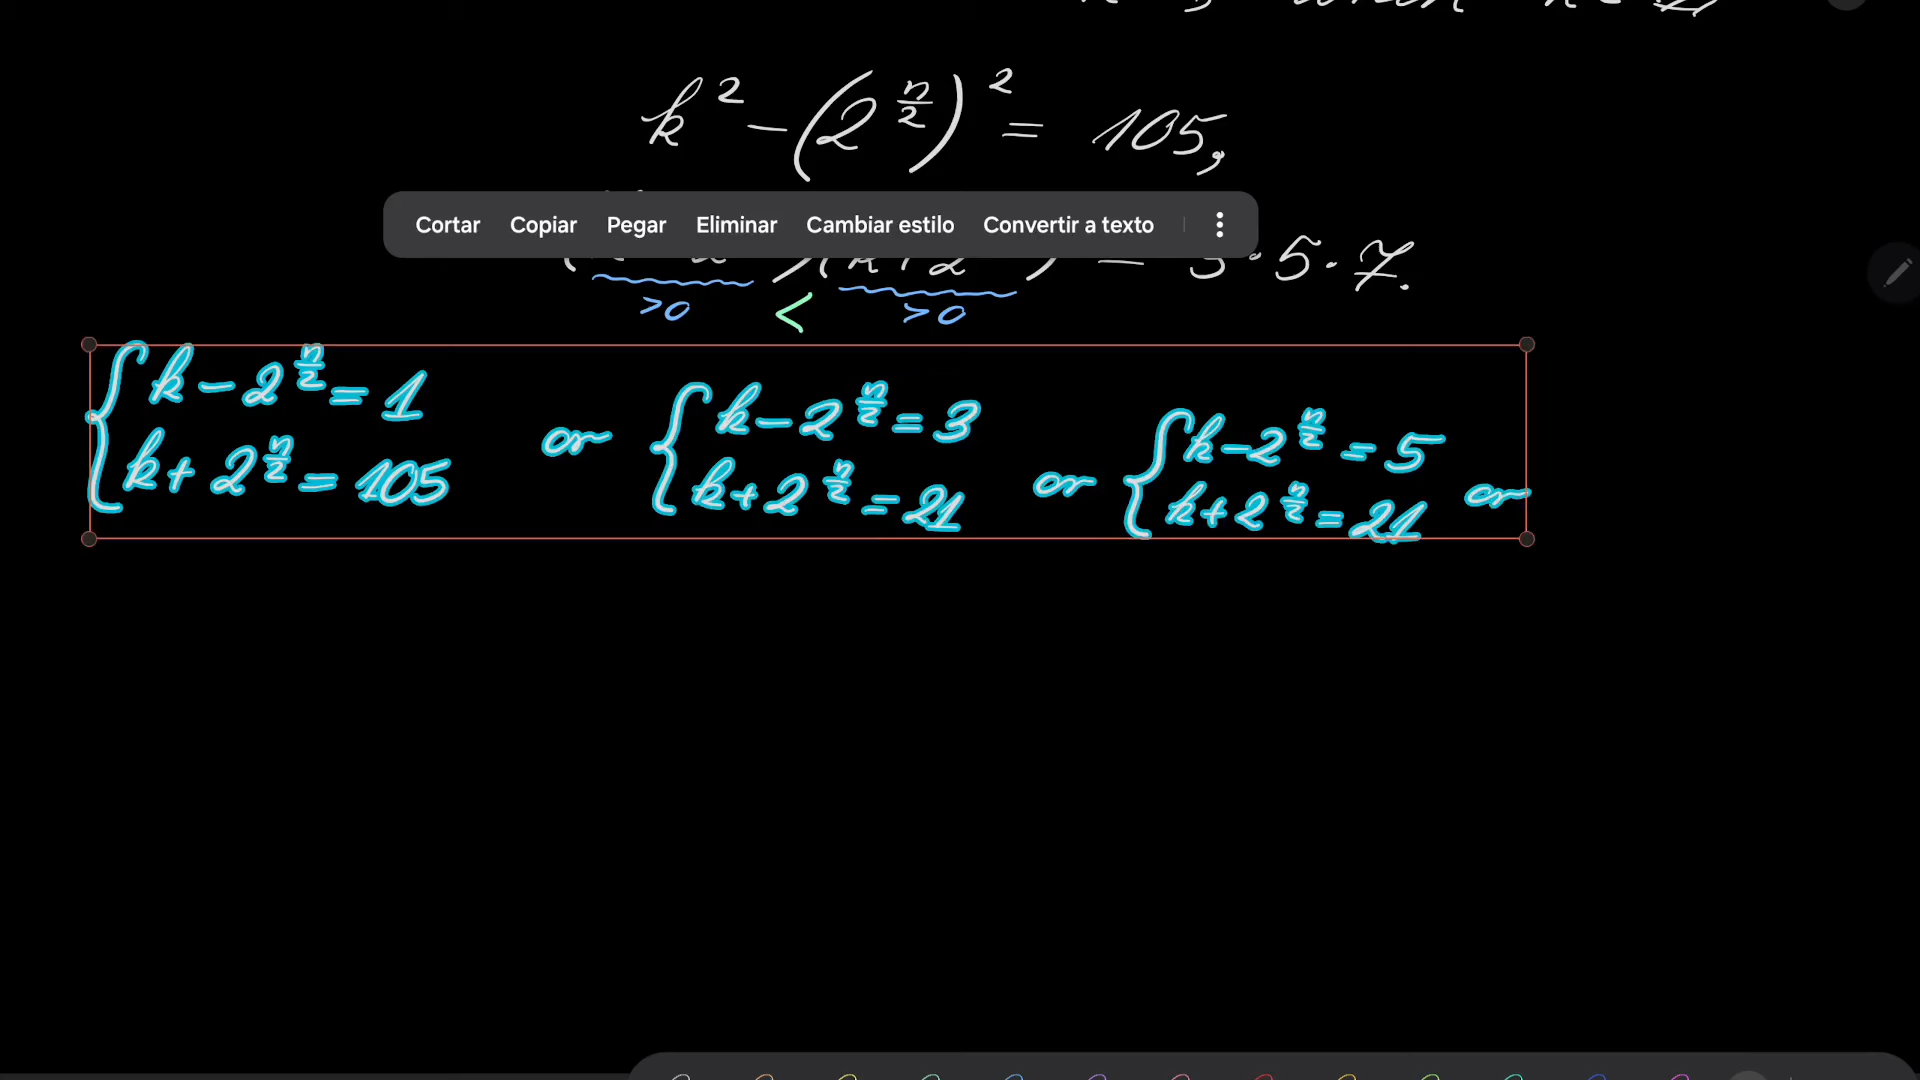 k² - (2^(n/2))² = 105,
Cortar Copiar Pegar Eliminar Cambiar estilo Convertir a texto
= 3 · 5 · 7.
>0 < >0
{ k - 2^(n/2) = 1 or { k - 2^(n/2) = 3 or { k - 2^(n/2) = 5 or
k + 2^(n/2) = 105 k + 2^(n/2) = 21 k + 2^(n/2) = 21